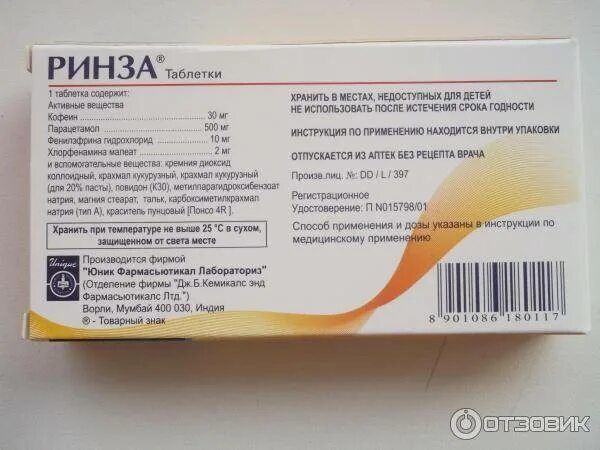 РИНЗА® Таблетки
1 таблетка содержит:
Активные вещества
Кофеин 30 мг
Парацетамол 500 мг
Фенилэфрина гидрохлорид 10 мг
Хлорфенамина малеат 2 мг
и вспомогательные вещества: кремния диоксид
коллоидный, крахмал кукурузный, крахмал кукурузный
(для 20% пасты), повидон (К30), метилпарагидроксибензоат
натрия, магния стеарат, тальк, карбоксиметилкрахмал
натрия (тип А), краситель пунцовый [Понсо 4R ].
Хранить при температуре не выше 25 °С в сухом,
защищенном от света месте
Unique
Производится фирмой
"Юник Фармасьютикал Лабораториз"
(Отделение фирмы "Дж.Б.Кемикалс энд
Фармасьютикалс Лтд.")
Ворли, Мумбай 400 030, Индия
® - Товарный знак
ХРАНИТЬ В МЕСТАХ, НЕДОСТУПНЫХ ДЛЯ ДЕТЕЙ
НЕ ИСПОЛЬЗОВАТЬ ПОСЛЕ ИСТЕЧЕНИЯ СРОКА ГОДНОСТИ
ИНСТРУКЦИЯ ПО ПРИМЕНЕНИЮ НАХОДИТСЯ ВНУТРИ УПАКОВКИ
ОТПУСКАЕТСЯ ИЗ АПТЕК БЕЗ РЕЦЕПТА ВРАЧА
Произв.лиц. №: DD / L / 397
Регистрационное
Удостоверение: П N015798/01
Способ применения и дозы указаны в инструкции по
медицинскому применению
8 901086 180117
ОТЗОВИК